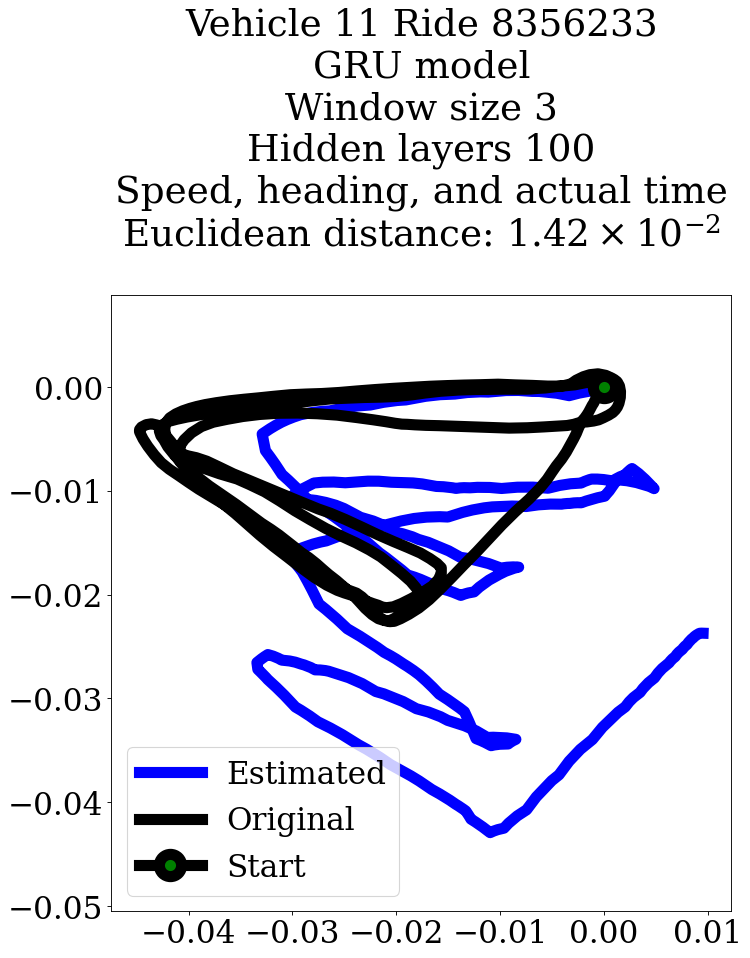 Vehicle 11 Ride 8356233
GRU model
Window size 3
Hidden layers 100
Speed, heading, and actual time
Euclidean distance: 1.42 × 10⁻²
0.00
−0.01
−0.02
−0.03
−0.04
−0.05
Estimated
Original
Start
−0.04 −0.03 −0.02 −0.01 0.00 0.01